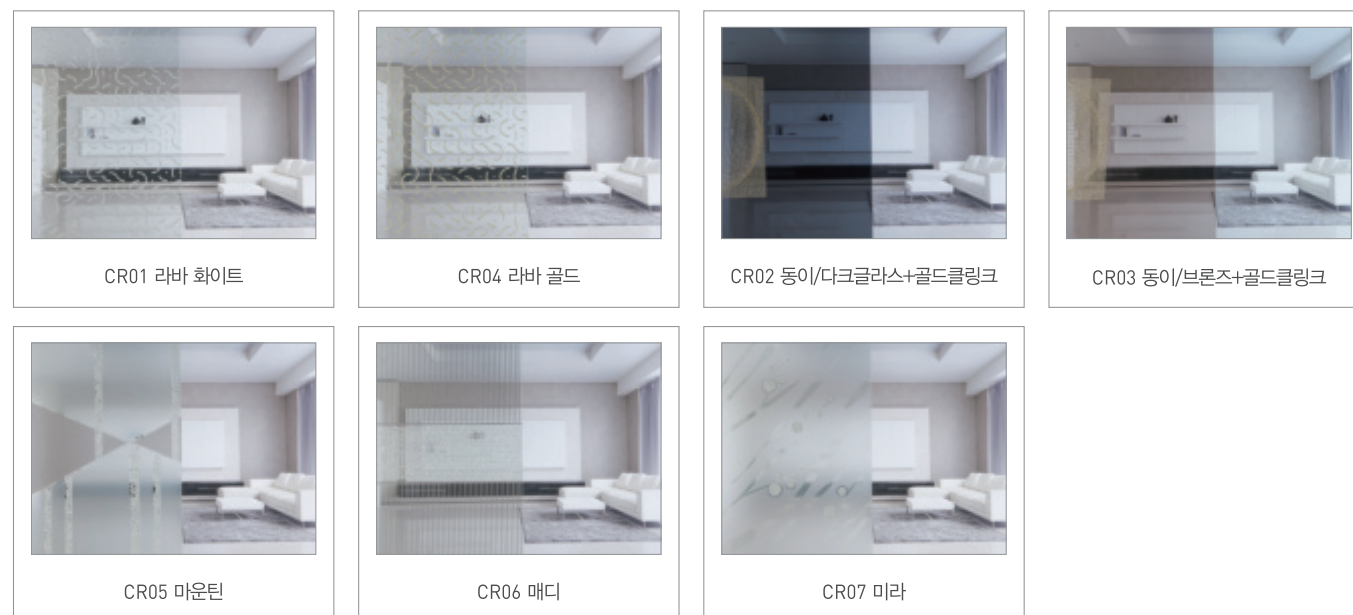 CR01 라바 화이트
CR04 라바 골드
CR02 동이/다크글라스+골드클링크
CR03 동이/브론즈+골드클링크
CR05 마운틴
CR06 매디
CR07 미라